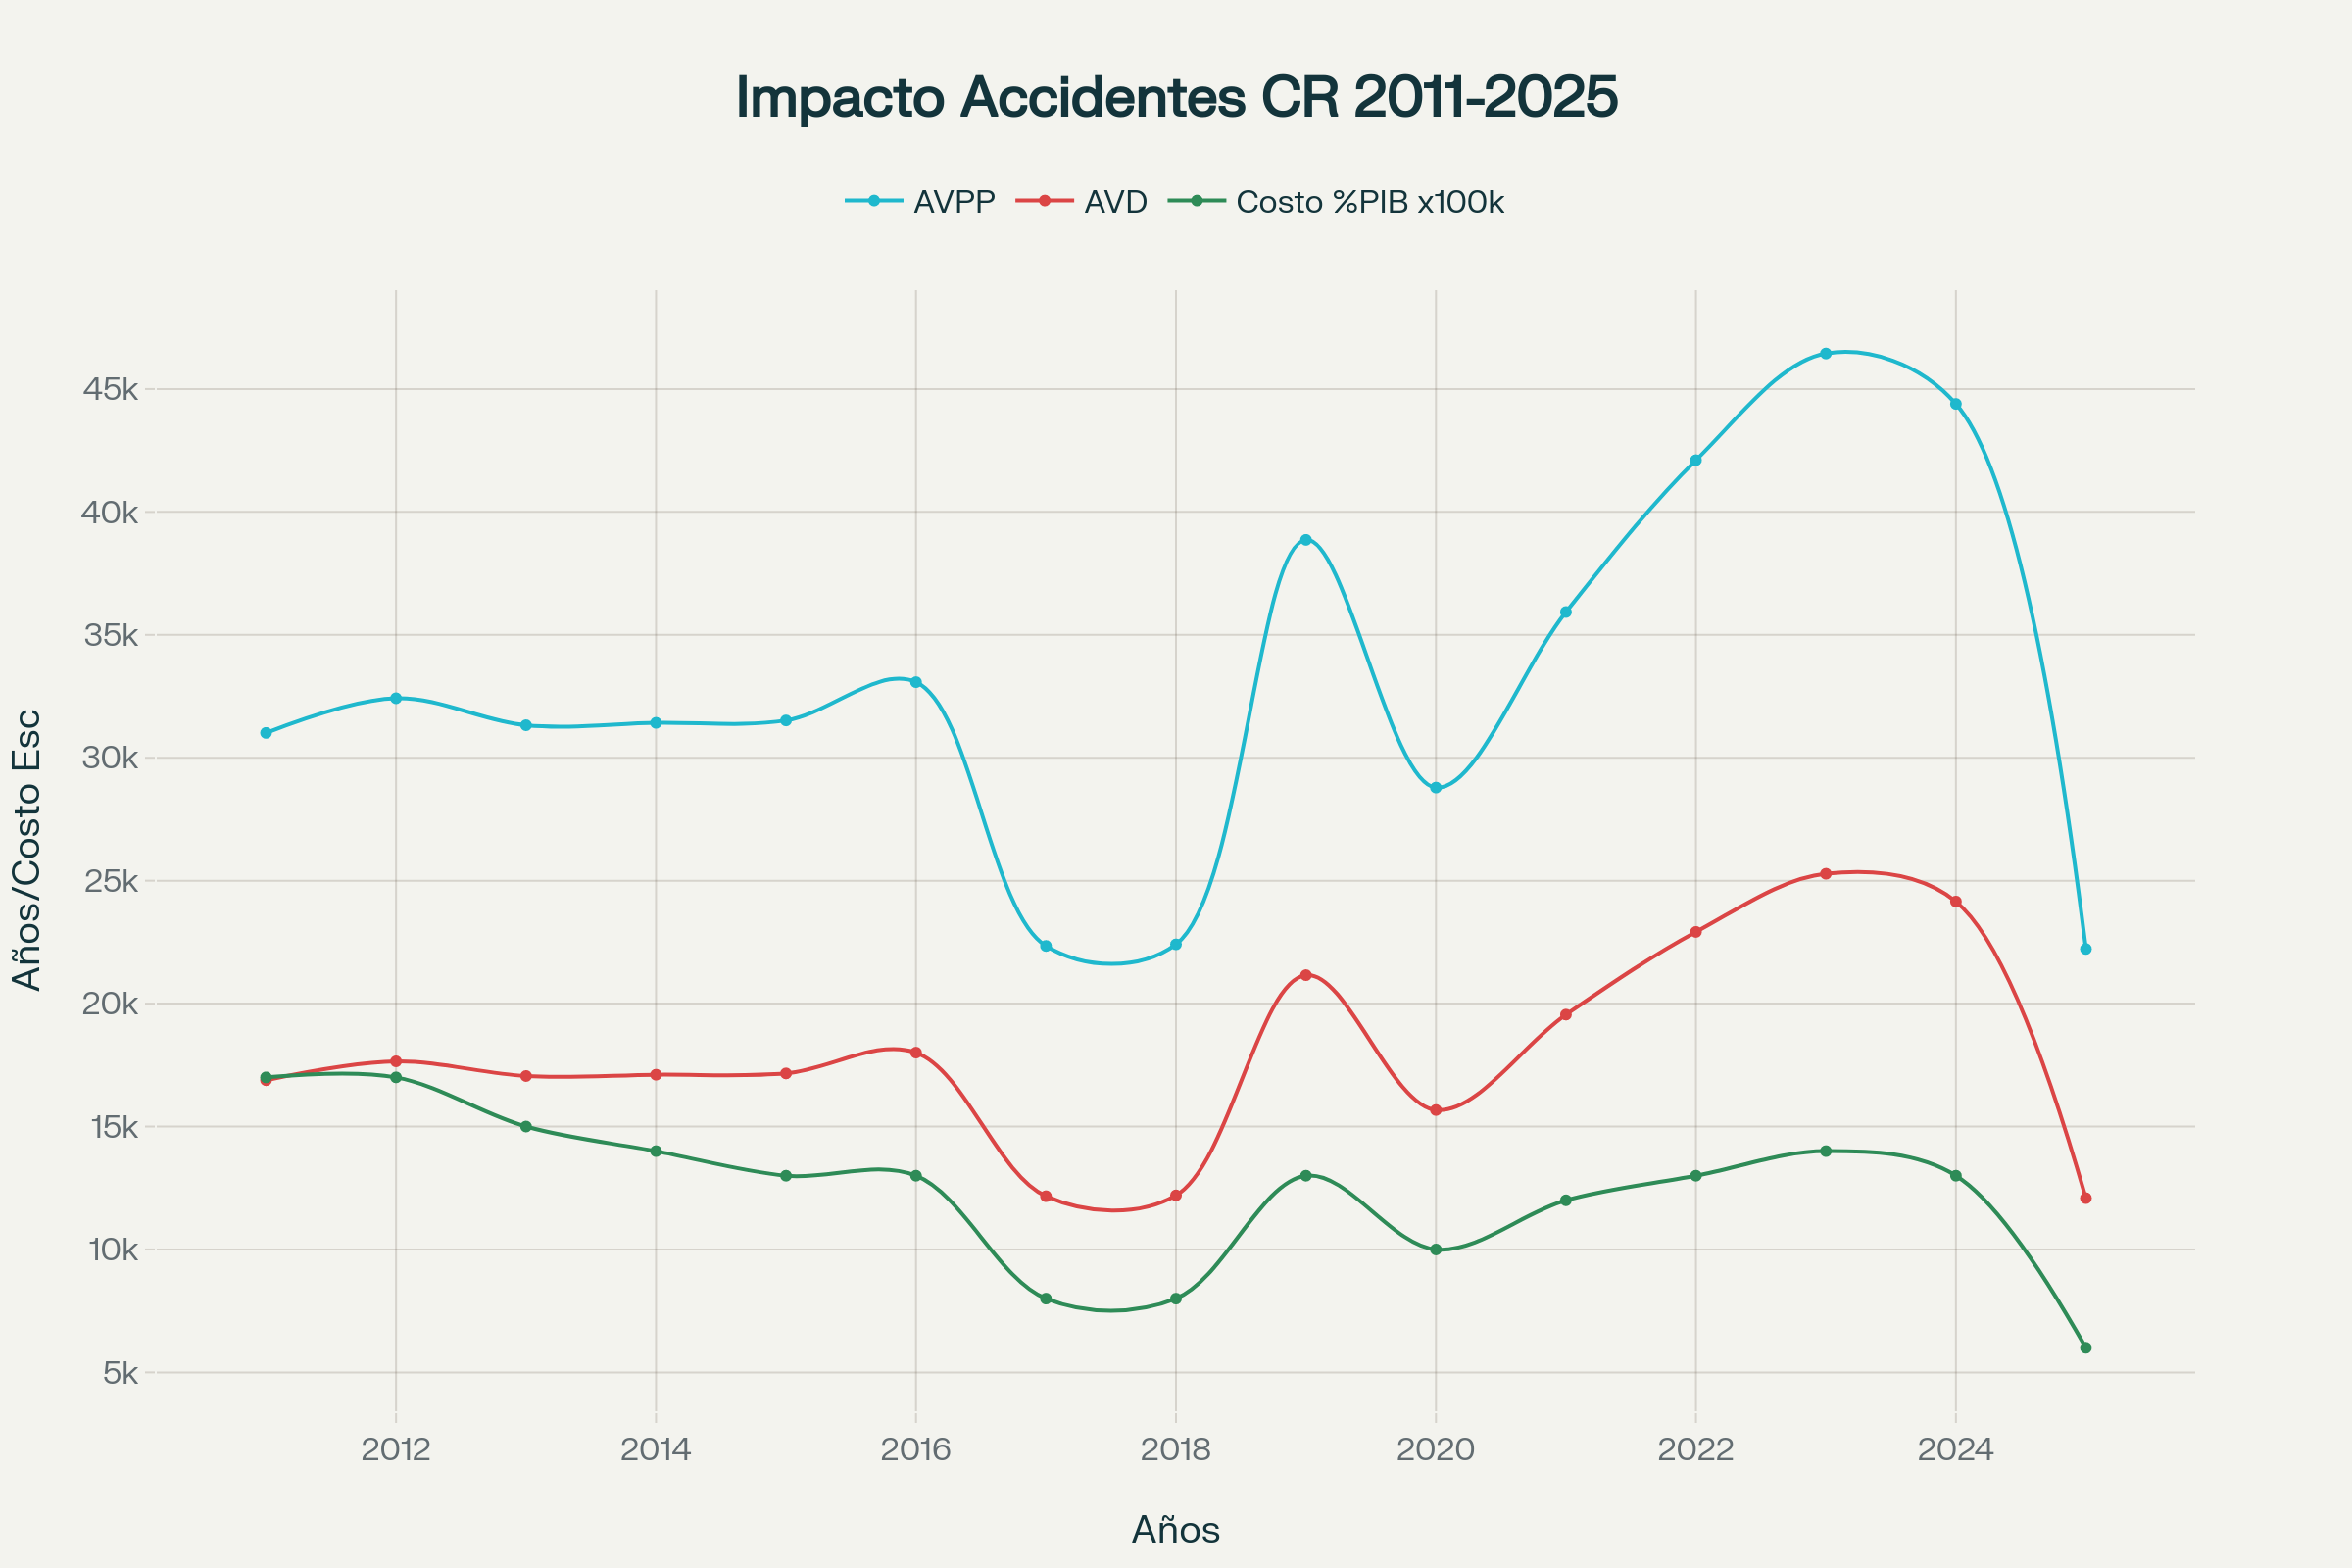 Impacto Accidentes CR 2011-2025
AVPP AVD Costo %PIB x100k
45k
40k
35k
30k
25k
20k
15k
10k
5k
Años/Costo Esc
2012 2014 2016 2018 2020 2022 2024
Años